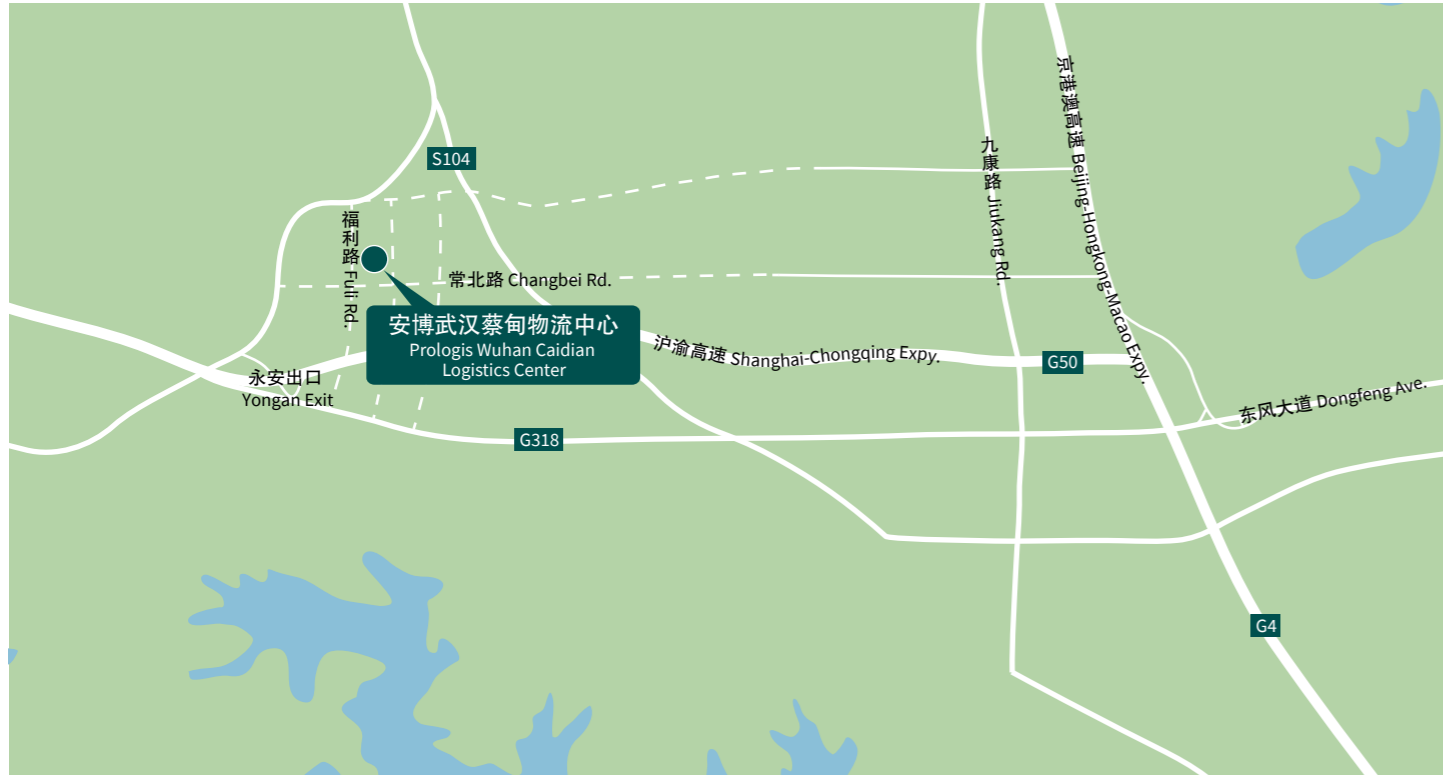 京港澳高速 Beijing-Hongkong-Macao Expy.
九康路 Jiukang Rd.
S104
福利路 Fuli Rd.
常北路 Changbei Rd.
安博武汉蔡甸物流中心
Prologis Wuhan Caidian
Logistics Center
沪渝高速 Shanghai-Chongqing Expy.
G50
永安出口
Yongan Exit
东风大道 Dongfeng Ave.
G318
G4